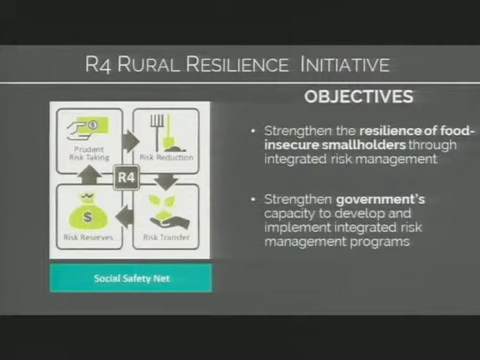 R4 RURAL RESILIENCE INITIATIVE
OBJECTIVES
Prudent
Risk Taking
Risk Reduction
R4
Risk Reserves
Risk Transfer
$
$
Social Safety Net
• Strengthen the resilience of food-
insecure smallholders through
integrated risk management
• Strengthen government's
capacity to develop and
implement integrated risk
management programs